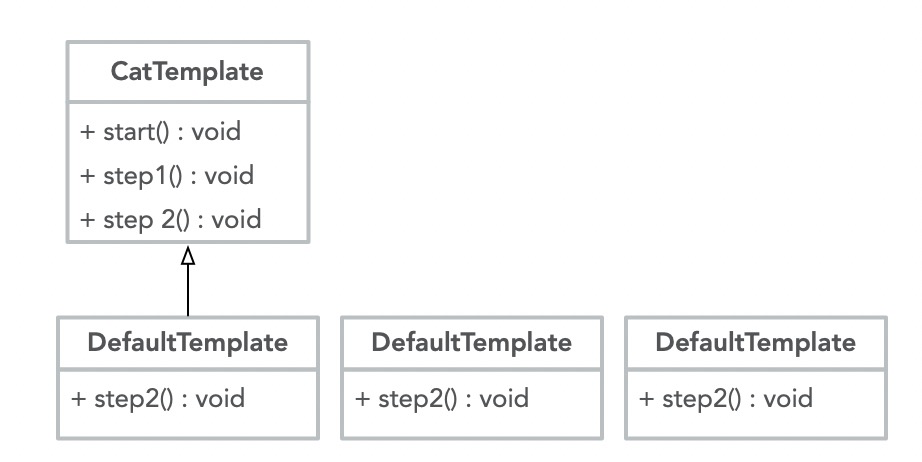 CatTemplate
+ start() : void
+ step1() : void
+ step 2() : void
DefaultTemplate
+ step2() : void
DefaultTemplate
+ step2() : void
DefaultTemplate
+ step2() : void